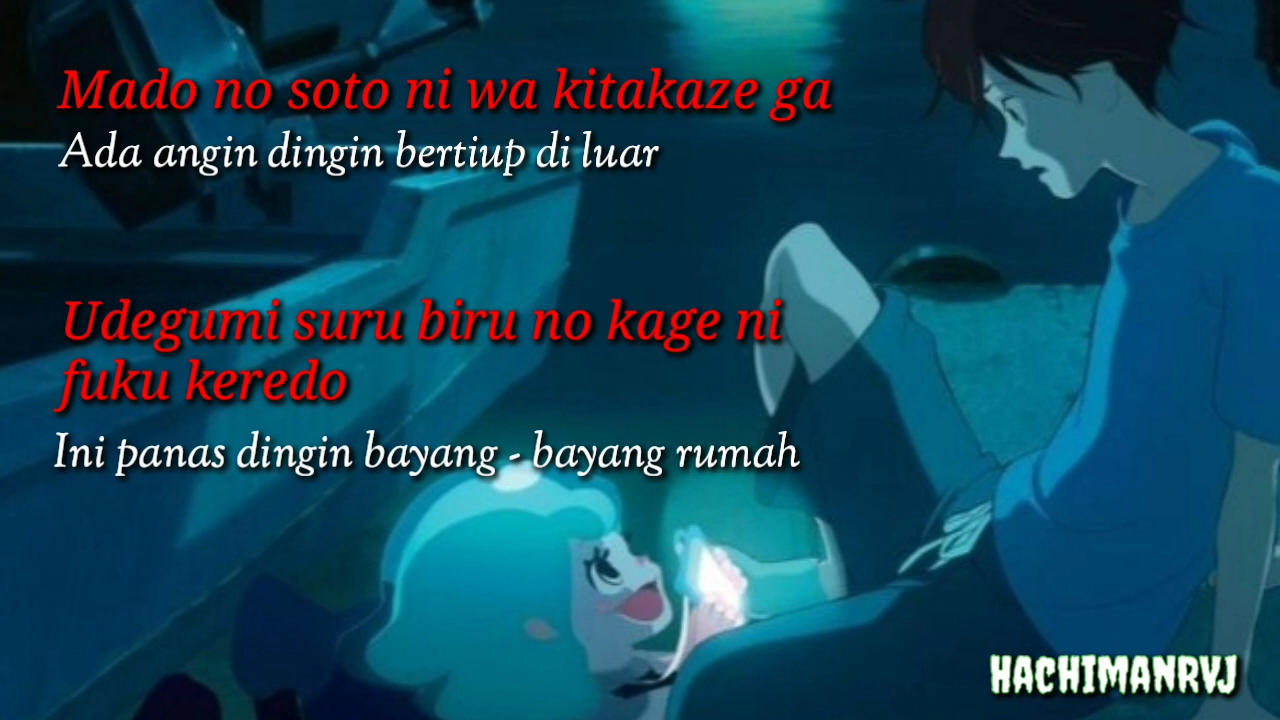 Mado no soto ni wa kitakaze ga
Ada angin dingin bertiup di luar
Udegumi suru biru no kage ni
fuku keredo
Ini panas dingin bayang - bayang rumah
HACHIMANRVJ